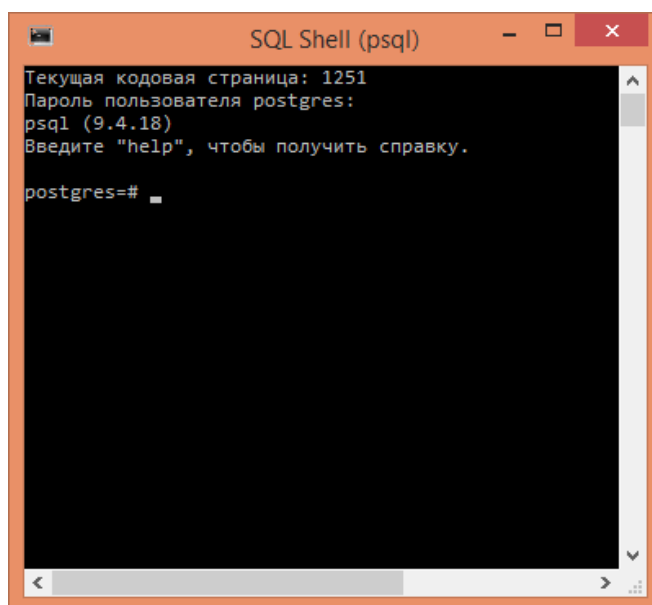 SQL Shell (psql)
Текущая кодовая страница: 1251
Пароль пользователя postgres:
psql (9.4.18)
Введите "help", чтобы получить справку.
postgres=#